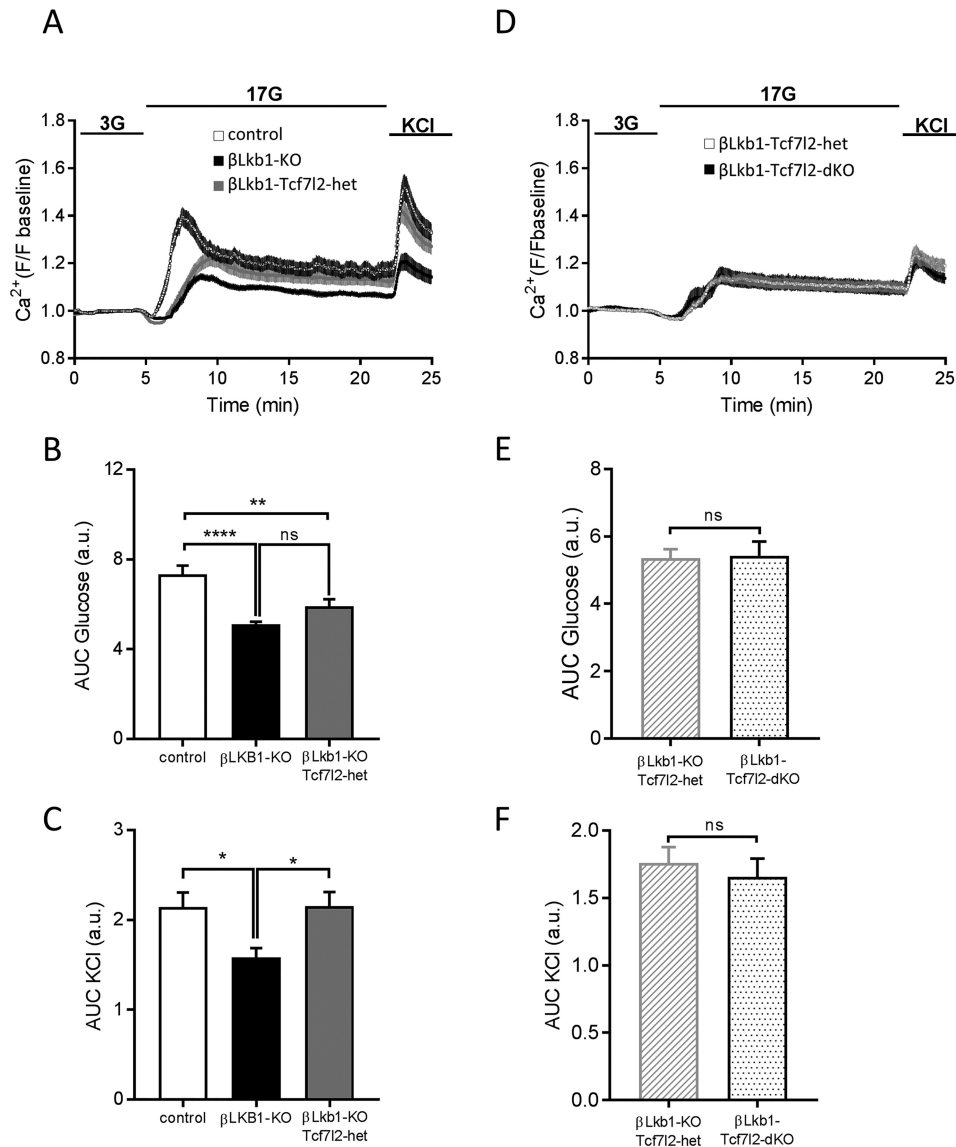 A
17G
3G
KCl
control
βLkb1-KO
βLkb1-Tcf7l2-het
Ca2+(F/F baseline)
1.8
1.6
1.4
1.2
1.0
0.8
0
5
10
15
20
25
Time (min)
D
17G
3G
KCl
βLkb1-Tcf7l2-het
βLkb1-Tcf7l2-dKO
Ca2+(F/Fbaseline)
1.8
1.6
1.4
1.2
1.0
0.8
0
5
10
15
20
25
Time (min)
B
AUC Glucose (a.u.)
12
8
4
0
**
****
ns
control
βLKB1-KO
βLkb1-KO
Tcf7l2-het
E
AUC Glucose (a.u.)
8
6
4
2
0
ns
βLkb1-KO
Tcf7l2-het
βLkb1-
Tcf7l2-dKO
C
AUC KCl (a.u.)
3
2
1
0
*
*
control
βLKB1-KO
βLkb1-KO
Tcf7l2-het
F
AUC KCl (a.u.)
2.0
1.5
1.0
0.5
0.0
ns
βLkb1-KO
Tcf7l2-het
βLkb1-
Tcf7l2-dKO